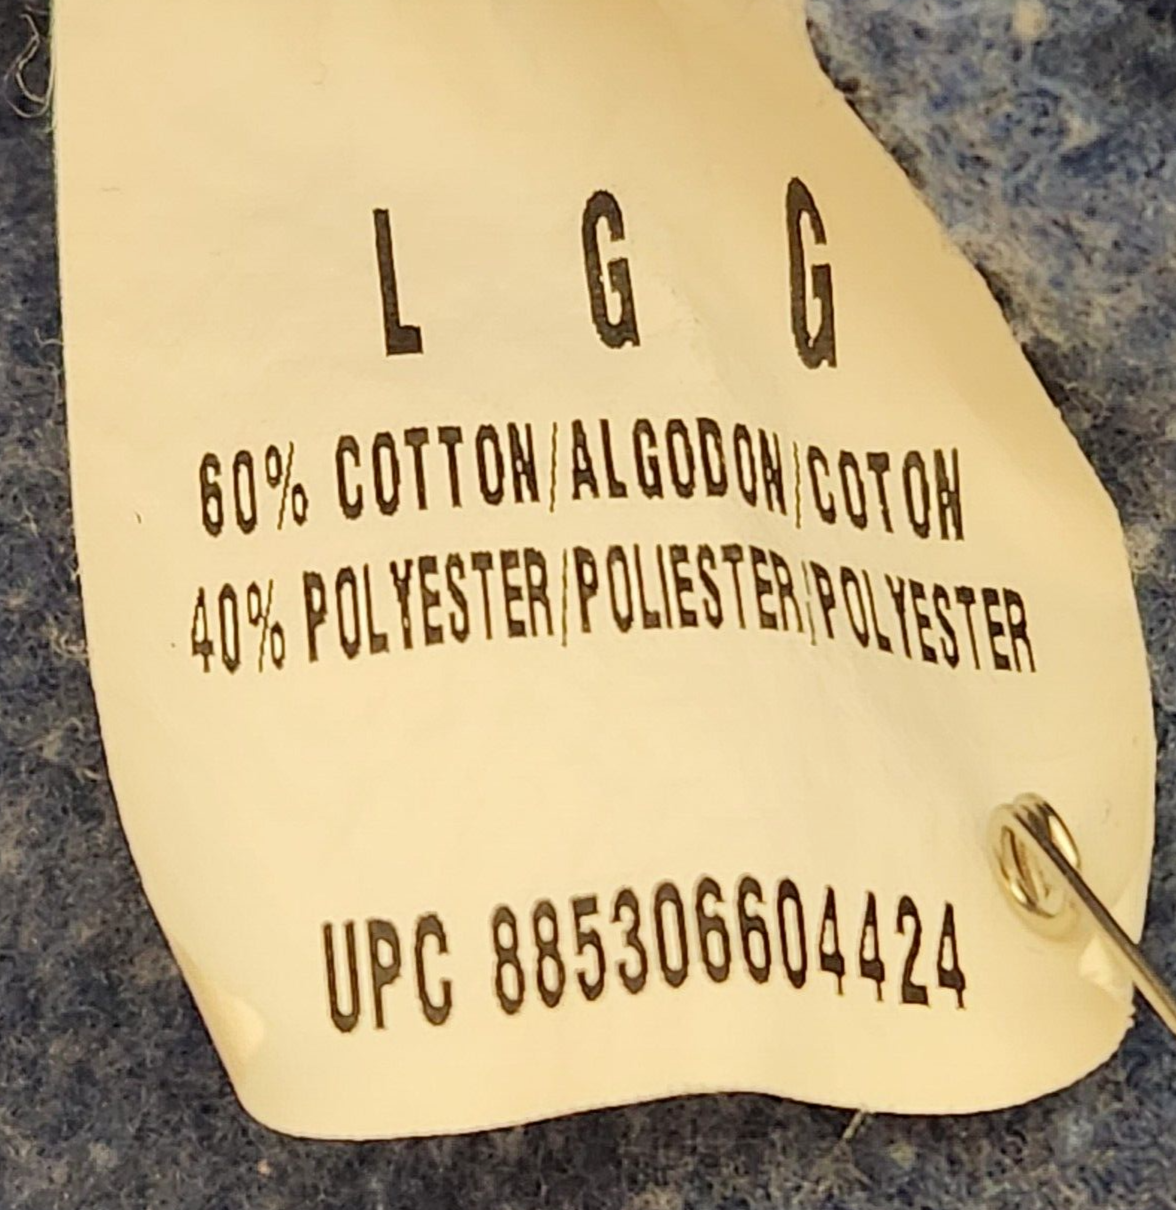 L G G
60% COTTON/ALGODON/COTON
40% POLYESTER/POLIESTER/POLYESTER
UPC 885306604424